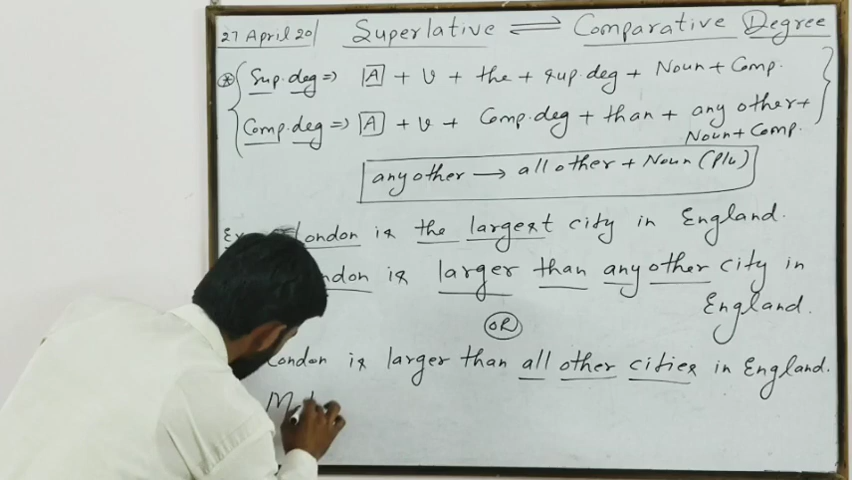 27 April 20 Superlative ⇌ Comparative Degree
⊛ Sup.deg ⇒ A + V + the + sup.deg + Noun + Comp.
Comp.deg ⇒ A + V + Comp.deg + than + any other +
Noun + Comp.
any other → all other + Noun (Plu)
London is the largest city in England.
is larger than any other city in
England.
OR
London is larger than all other cities in England.
M